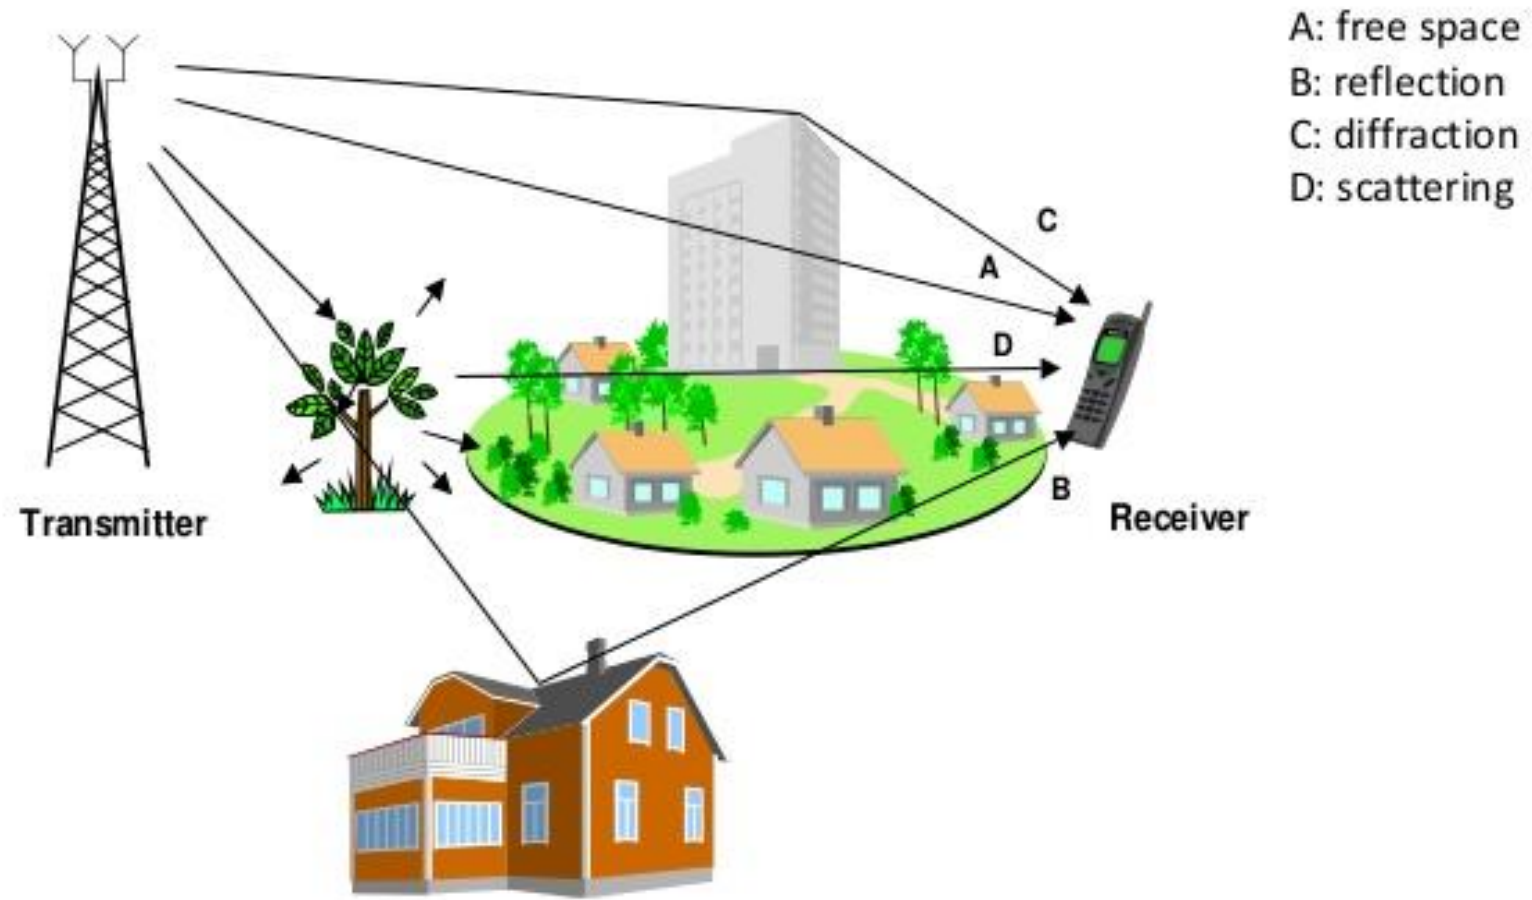 A: free space
B: reflection
C: diffraction
D: scattering
C
A
D
B
Transmitter
Receiver